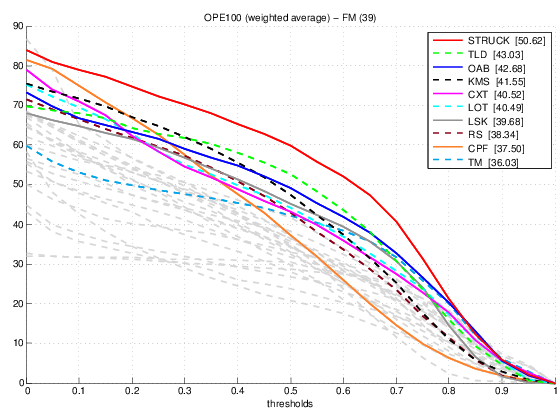 OPE100 (weighted average) – FM (39)
90
80
70
60
50
40
30
20
10
0
0 0.1 0.2 0.3 0.4 0.5 0.6 0.7 0.8 0.9 1
thresholds
STRUCK [50.62]
TLD [43.03]
OAB [42.68]
KMS [41.55]
CXT [40.52]
LOT [40.49]
LSK [39.68]
RS [38.34]
CPF [37.50]
TM [36.03]